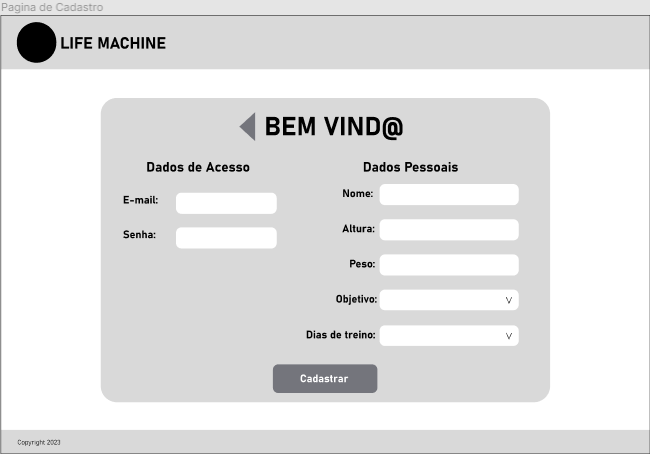 Pagina de Cadastro
LIFE MACHINE
BEM VIND@
Dados de Acesso
E-mail:
Senha:
Dados Pessoais
Nome:
Altura:
Peso:
Objetivo: V
Dias de treino: V
Cadastrar
Copyright 2023